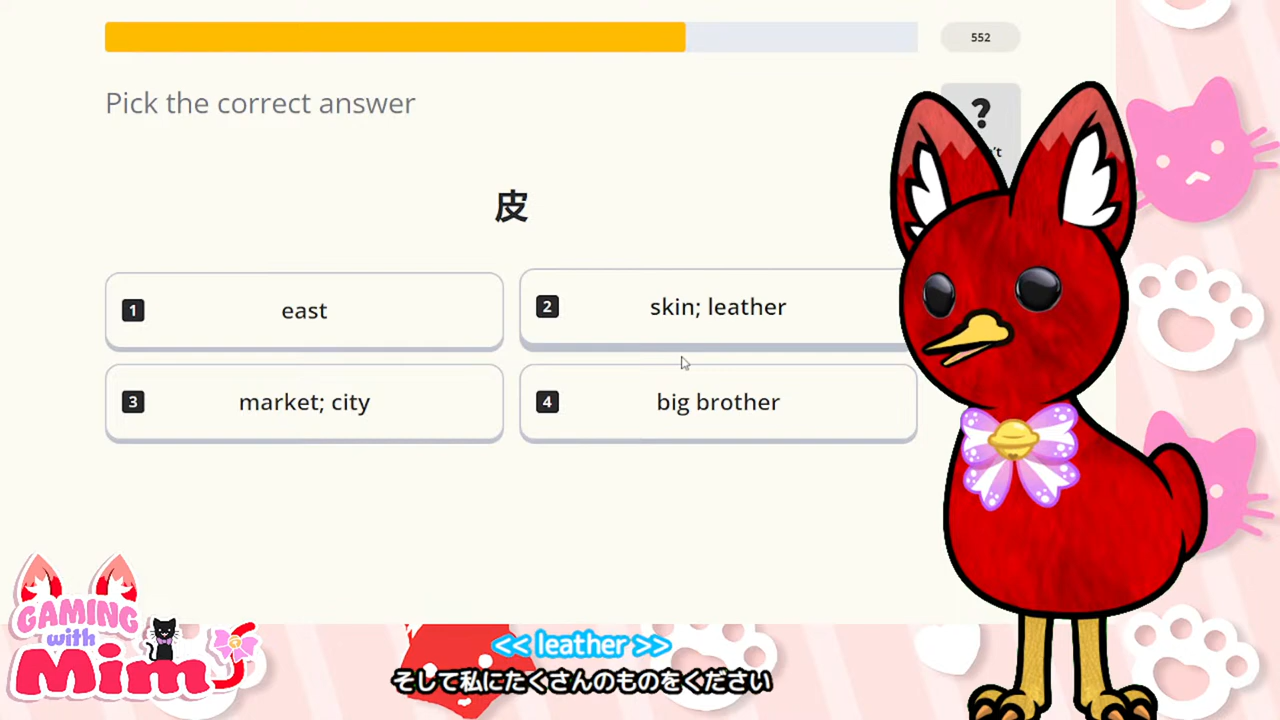 552
Pick the correct answer
?
't
皮
1 east
2 skin; leather
3 market; city
4 big brother
GAMING
with
Mim
<< leather >>
そして私にたくさんのものをください